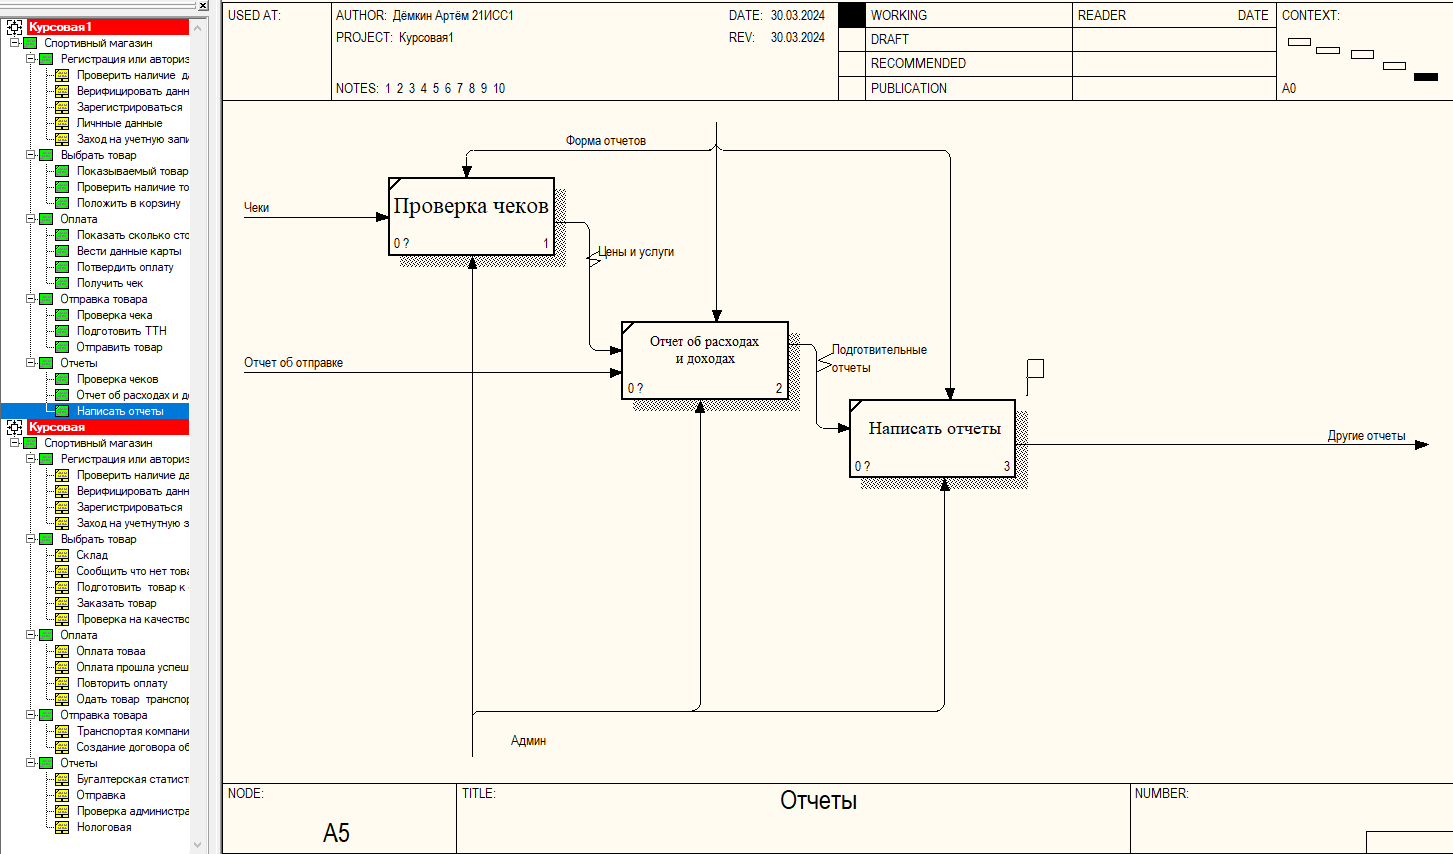 Курсовая1
Спортивный магазин
Регистрация или авториз
Проверить наличие да
Верифицировать данн
Зарегистрироваться
Личнные данные
Заход на учетную запи
Выбрать товар
Показываемый товар
Проверить наличие то
Положить в корзину
Оплата
Показать сколько сто
Вести данные карты
Потвердить оплату
Получить чек
Отправка товара
Проверка чека
Подготовить ТТН
Отправить товар
Отчеты
Проверка чеков
Отчет об расходах и до
Написать отчеты
Курсовая
Спортивный магазин
Регистрация или авториз
Проверить наличие да
Верифицировать данн
Зарегистрироваться
Заход на учетнутную з
Выбрать товар
Склад
Сообщить что нет това
Подготовить товар к
Заказать товар
Проверка на качество
Оплата
Оплата товаа
Оплата прошла успеш
Повторить оплату
Одать товар транспор
Отправка товара
Транспортая компани
Создание договора об
Отчеты
Бугалтерская статист
Отправка
Проверка администра
Нологовая
USED AT:
AUTHOR: Дёмкин Артём 21ИСС1
DATE: 30.03.2024
PROJECT: Курсовая1
REV: 30.03.2024
NOTES: 1 2 3 4 5 6 7 8 9 10
WORKING
DRAFT
RECOMMENDED
PUBLICATION
READER DATE
CONTEXT:
A0
Форма отчетов
Чеки
Проверка чеков
0 ? 1
Цены и услуги
Отчет об отправке
Отчет об расходах
и доходах
0 ? 2
Подготвительные
отчеты
Написать отчеты
0 ? 3
Другие отчеты
Админ
NODE:
A5
TITLE:
Отчеты
NUMBER: